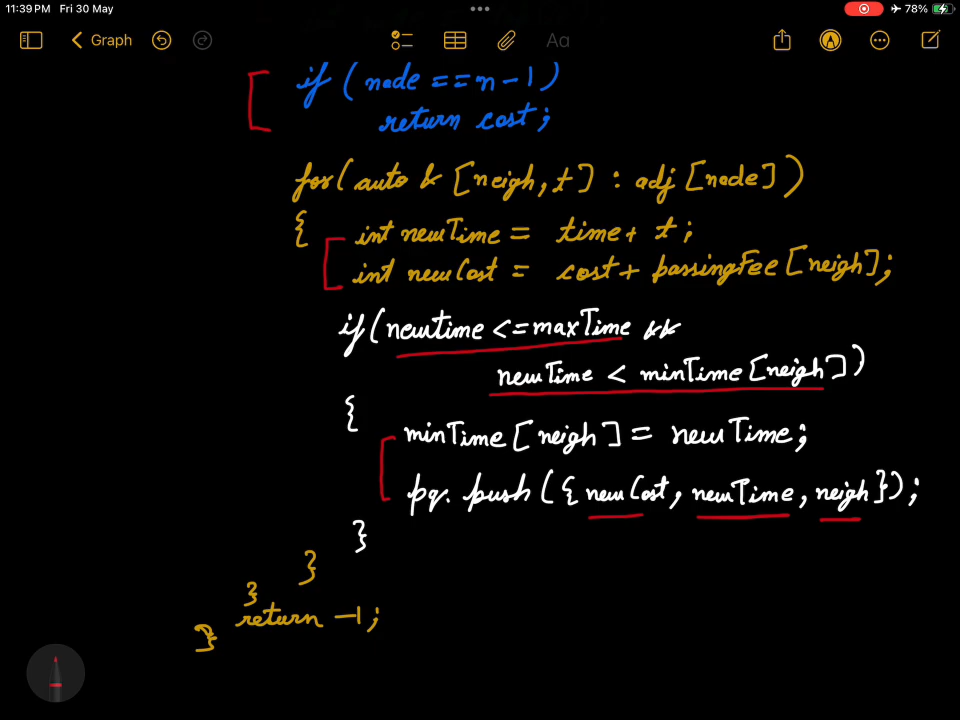 11:39 PM Fri 30 May
78%
Graph
Aa
if ( node == n-1)
return cost;
for( auto & [neigh, t] : adj [node] )
{ int newTime = time + t;
int newCost = cost + passingFee [neigh];
if (newtime <= maxTime &&
newTime < minTime [neigh])
{
minTime [neigh] = newTime;
pq. push ({newCost, newTime, neigh});
}
}
}
return -1;
}